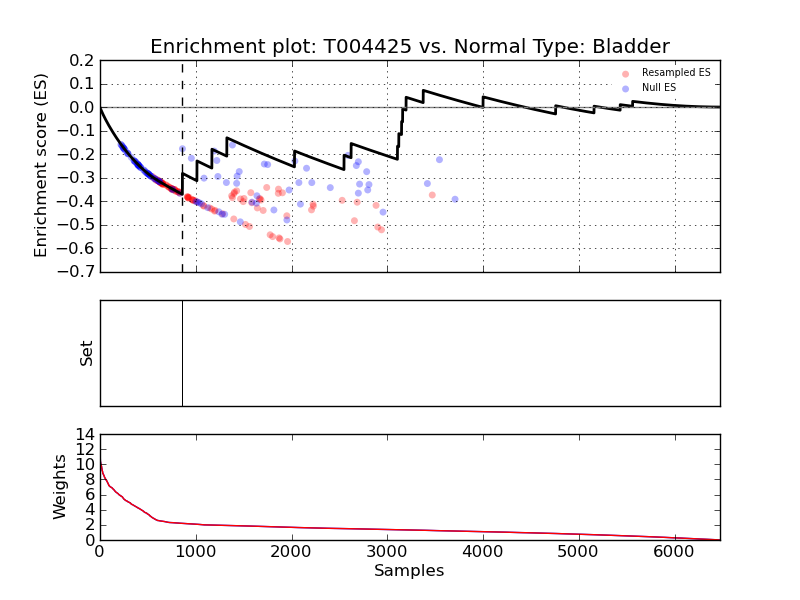 Enrichment plot: T004425 vs. Normal Type: Bladder
Enrichment score (ES)
0.2
0.1
0.0
−0.1
−0.2
−0.3
−0.4
−0.5
−0.6
−0.7
Resampled ES
Null ES
Set
Weights
14
12
10
8
6
4
2
0
0 1000 2000 3000 4000 5000 6000
Samples